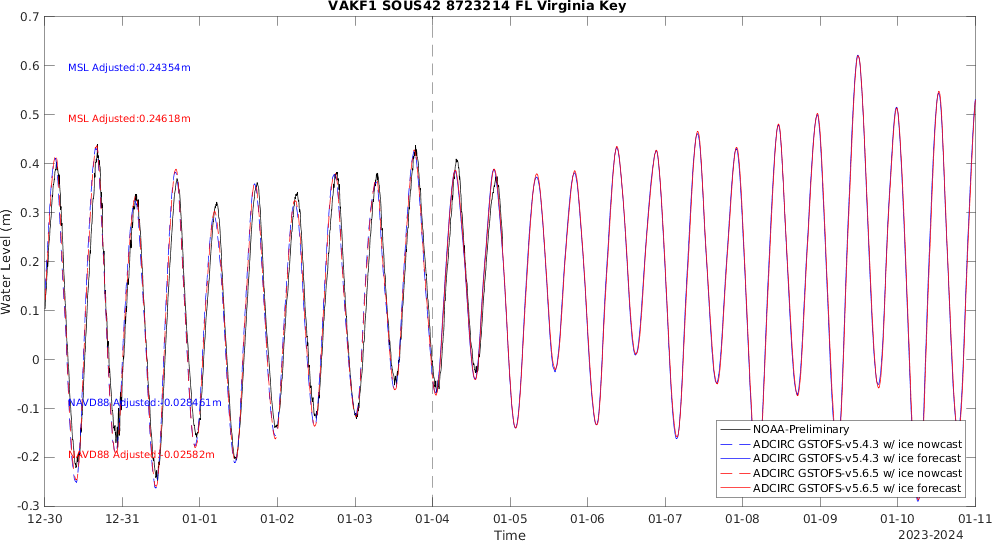 VAKF1 SOUS42 8723214 FL Virginia Key
0.7
0.6
0.5
0.4
0.3
0.2
0.1
0
-0.1
-0.2
-0.3
Water Level (m)
MSL Adjusted:0.24354m
MSL Adjusted:0.24618m
NAVD88 Adjusted:-0.028461m
NAVD88 Adjusted:-0.02582m
NOAA-Preliminary
ADCIRC GSTOFS-v5.4.3 w/ ice nowcast
ADCIRC GSTOFS-v5.4.3 w/ ice forecast
ADCIRC GSTOFS-v5.6.5 w/ ice nowcast
ADCIRC GSTOFS-v5.6.5 w/ ice forecast
12-30 12-31 01-01 01-02 01-03 01-04 01-05 01-06 01-07 01-08 01-09 01-10 01-11
Time
2023-2024